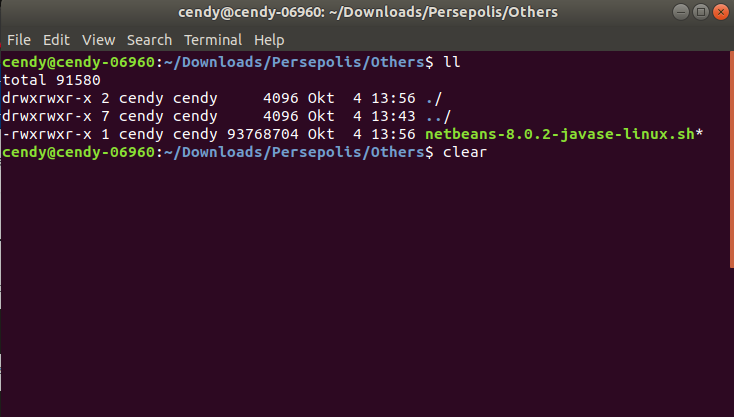 cendy@cendy-06960: ~/Downloads/Persepolis/Others
File Edit View Search Terminal Help
cendy@cendy-06960:~/Downloads/Persepolis/Others$ ll
total 91580
drwxrwxr-x 2 cendy cendy     4096 Okt  4 13:56 ./
drwxrwxr-x 7 cendy cendy     4096 Okt  4 13:43 ../
-rwxrwxr-x 1 cendy cendy 93768704 Okt  4 13:56 netbeans-8.0.2-javase-linux.sh*
cendy@cendy-06960:~/Downloads/Persepolis/Others$ clear